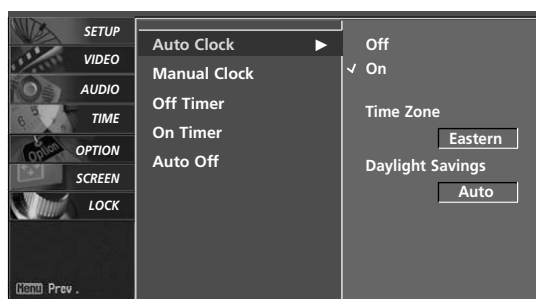 SETUP
VIDEO
AUDIO
TIME
OPTION
SCREEN
LOCK
Menu Prev.
Auto Clock ►
Manual Clock
Off Timer
On Timer
Auto Off
Off
✓ On
Time Zone
Eastern
Daylight Savings
Auto